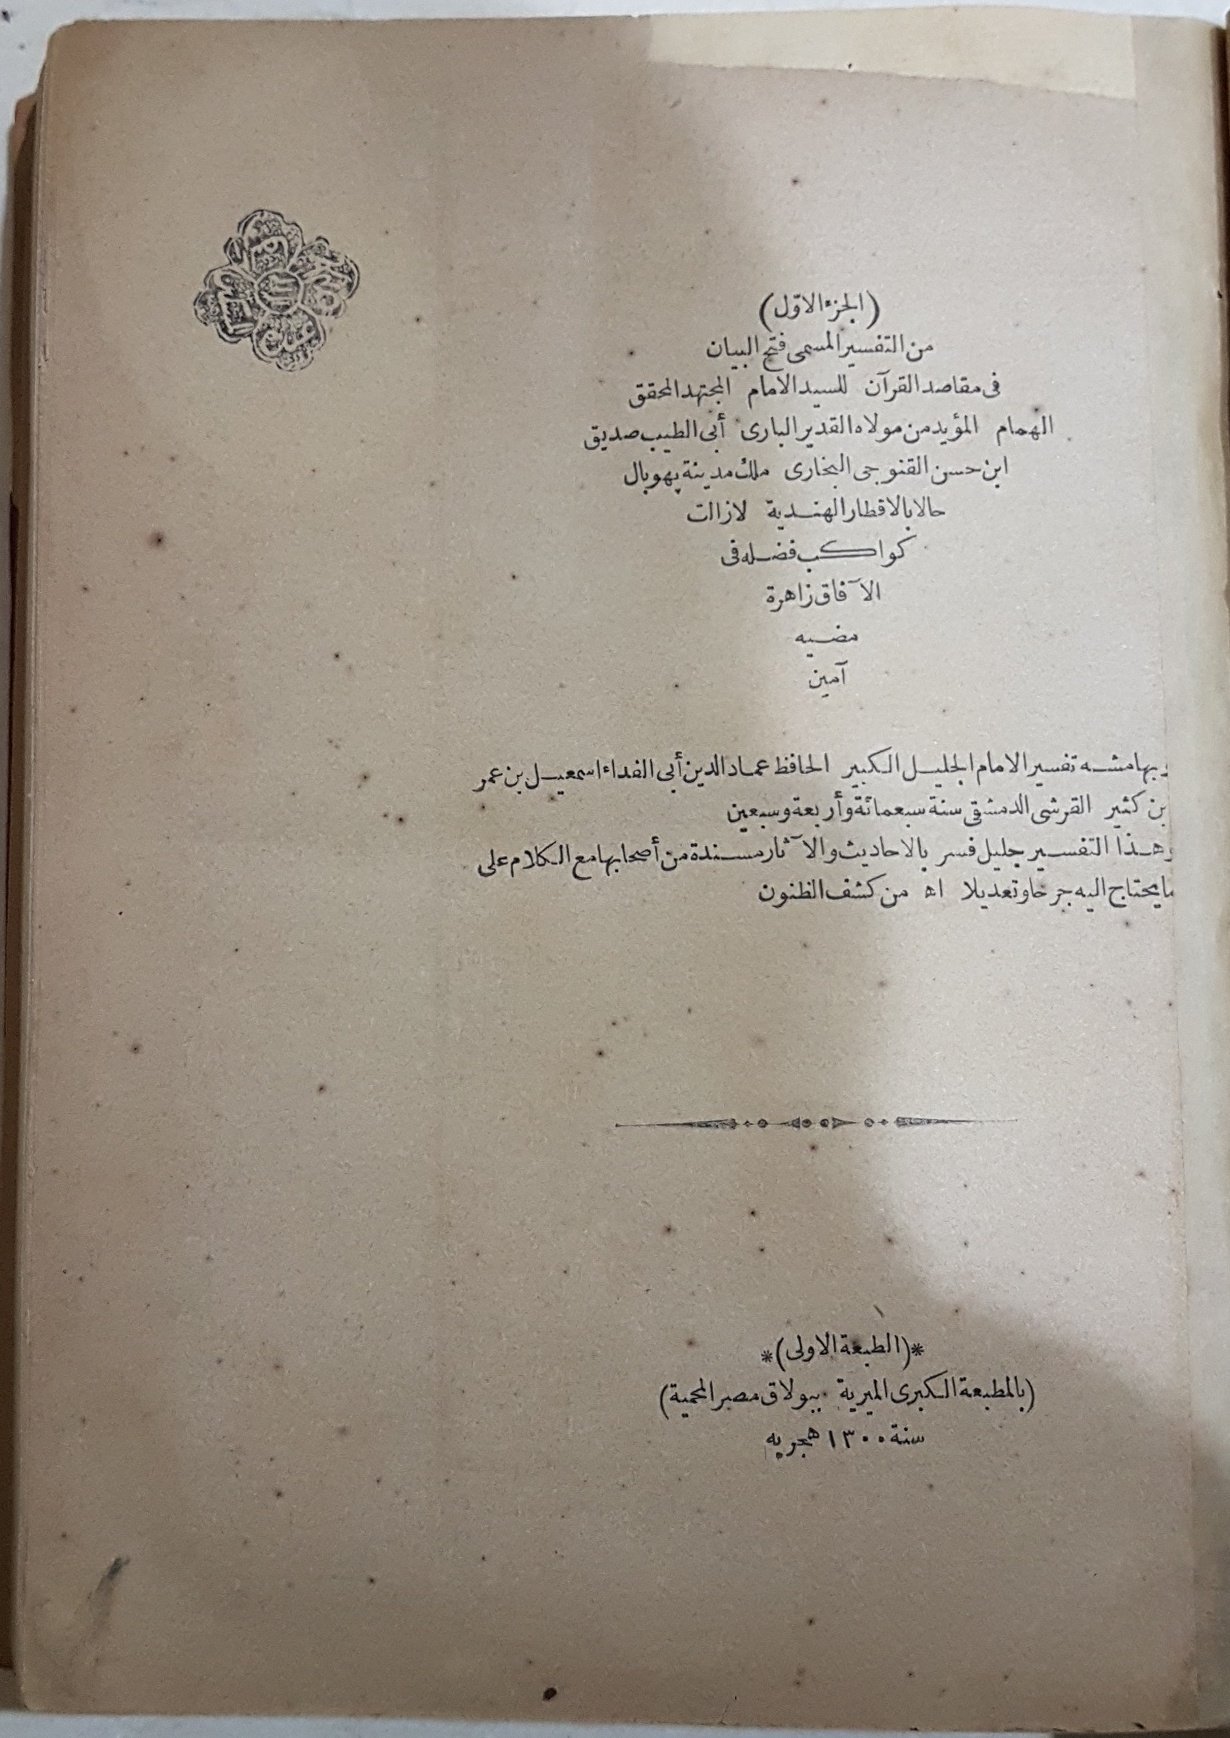 (الجزء الاوّل)
من التفسير المسمى فتح البيان
فى مقاصد القرآن للسيد الامام المجتهد المحقق
الهمام المؤيد من مولاه القدير البارى أبى الطيب صديق
ابن حسن القنوجى البخارى ملك مدينة بهوبال
حالا بالاقطار الهندية لازالت
كواكب فضله فى
الآفاق زاهرة
مضيه
آمين
وبهامشه تفسير الامام الجليل الكبير الحافظ عماد الدين أبى الفداء اسمعيل بن عمر
بن كثير القرشى الدمشقى سنة سبعمائة وأربعة وسبعين
وهذا التفسير جليل فسر بالاحاديث والآثار مسندة من أصحابها مع الكلام على
ما يحتاج اليه جرحا وتعديلا اه من كشف الظنون
*(الطبعة الاولى)*
(بالمطبعة الكبرى الميرية ببولاق مصر المحمية)
سنة ١٣٠٠ هجريه